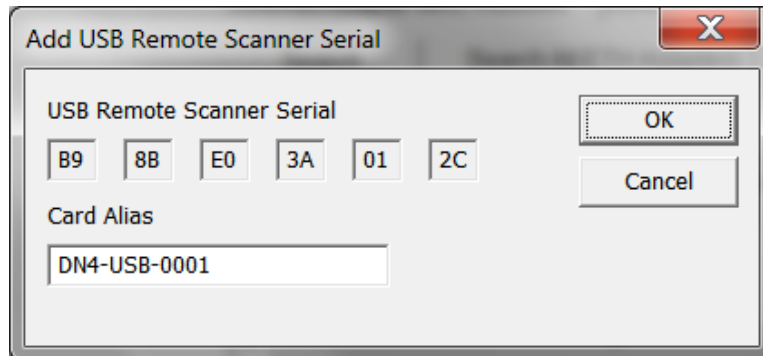 Add USB Remote Scanner Serial
USB Remote Scanner Serial
OK
B9 8B E0 3A 01 2C
Cancel
Card Alias
DN4-USB-0001